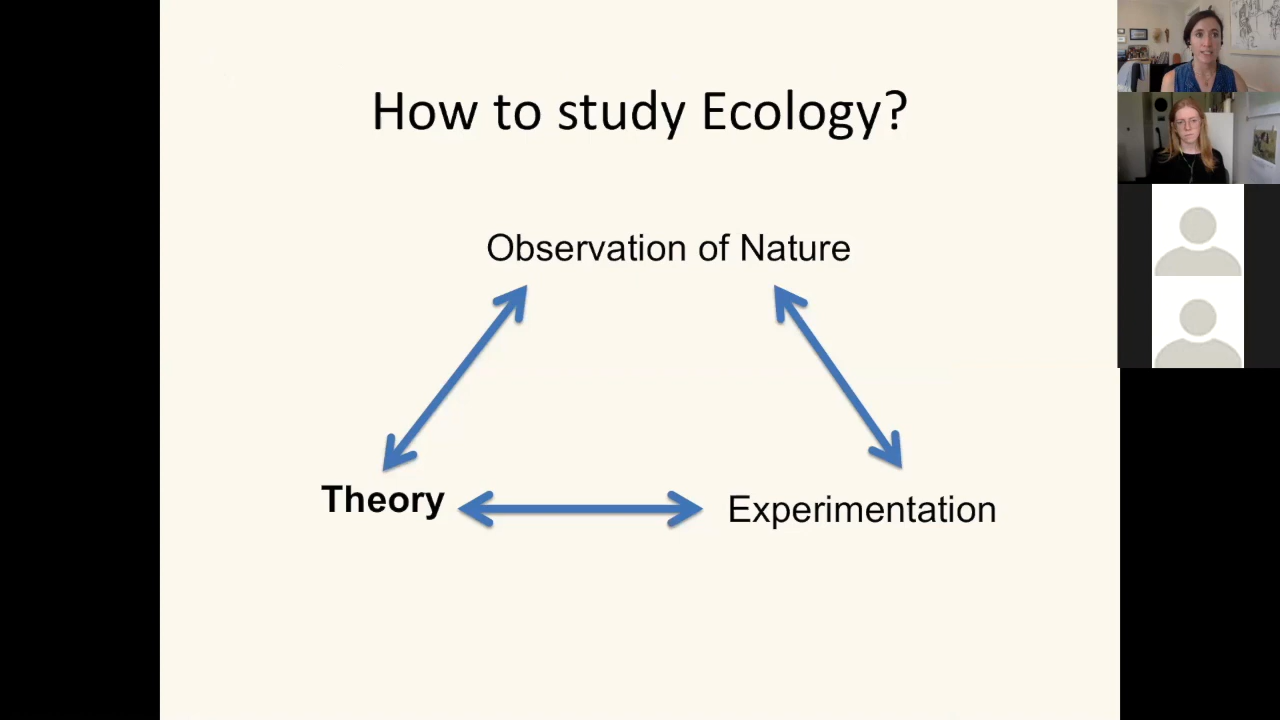 How to study Ecology?
Observation of Nature
Theory
Experimentation